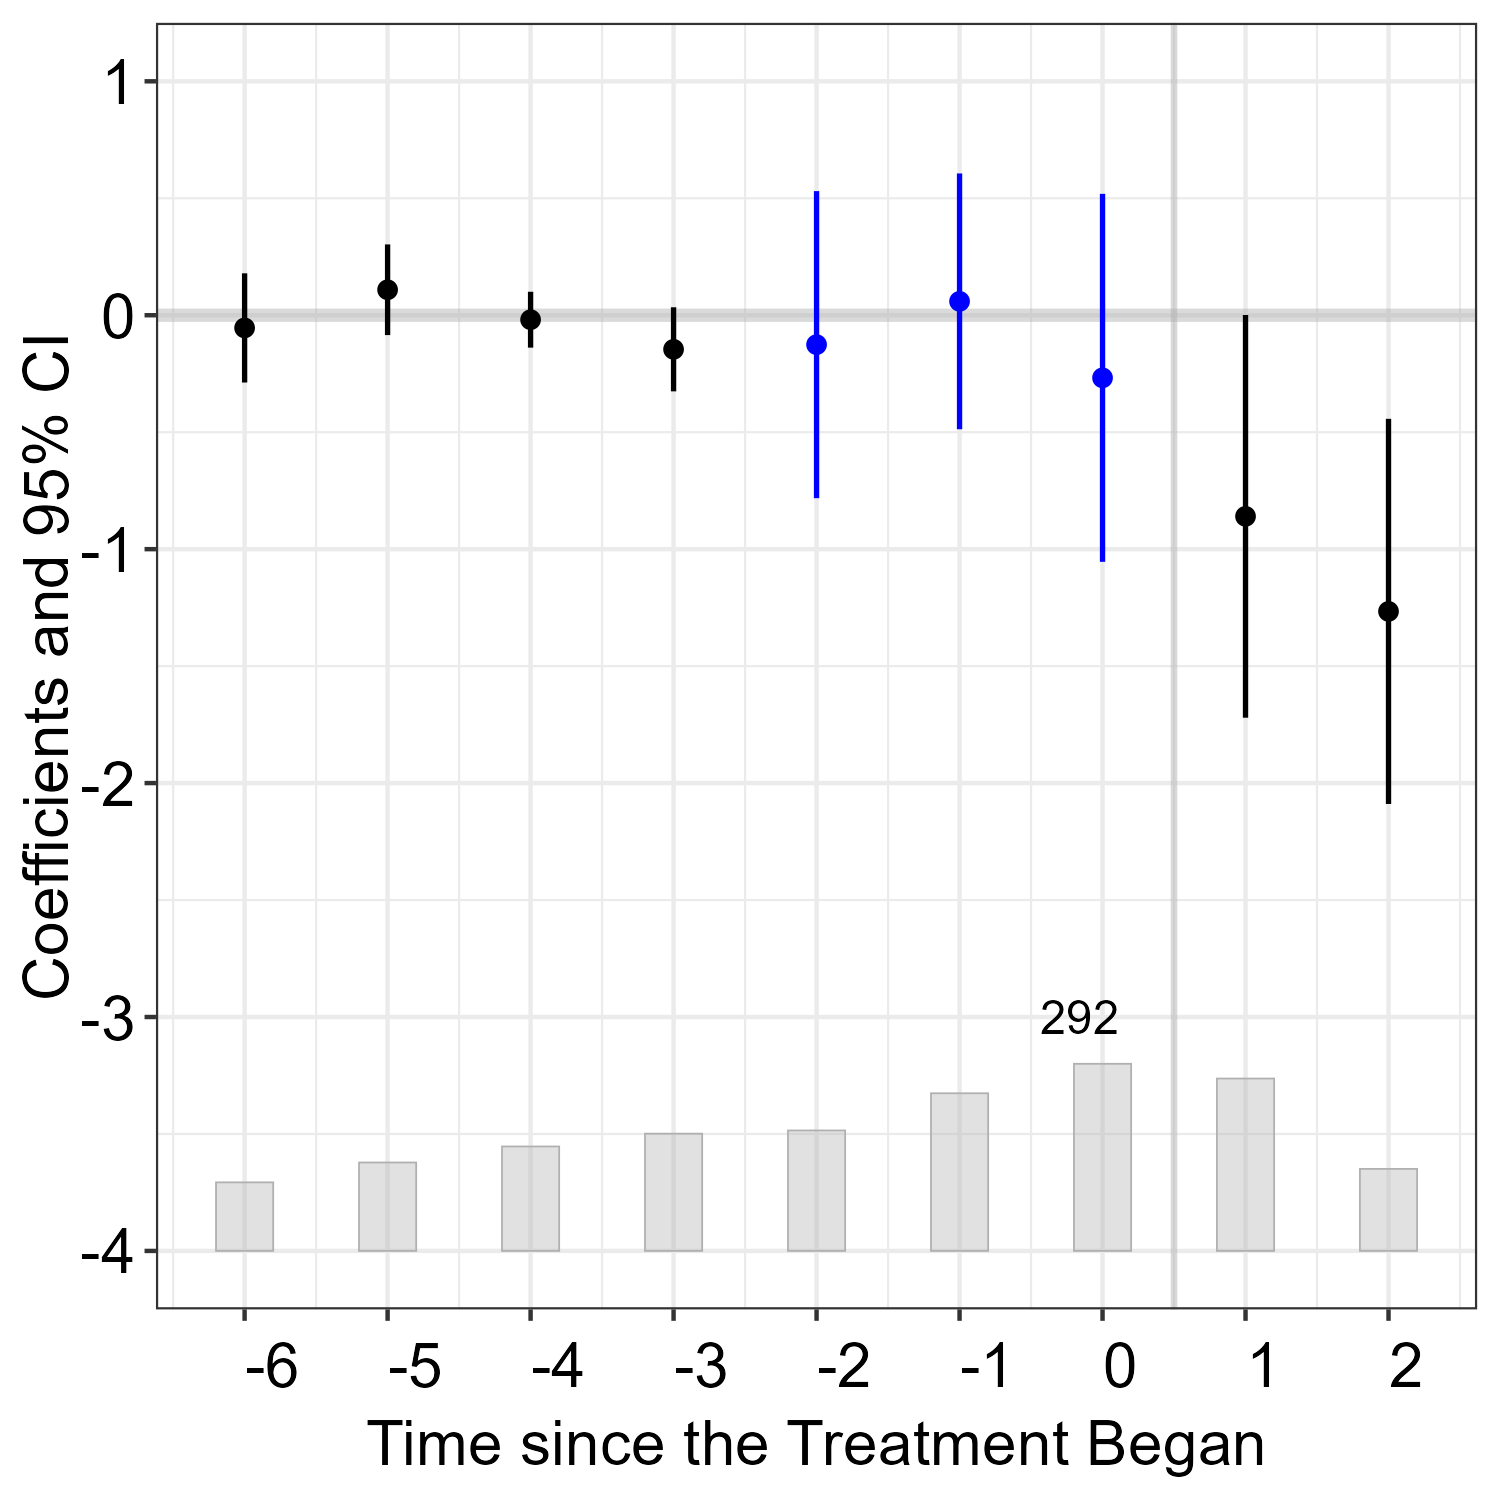 Coefficients and 95% CI
1
0
-1
-2
-3
-4
292
-6 -5 -4 -3 -2 -1 0 1 2
Time since the Treatment Began